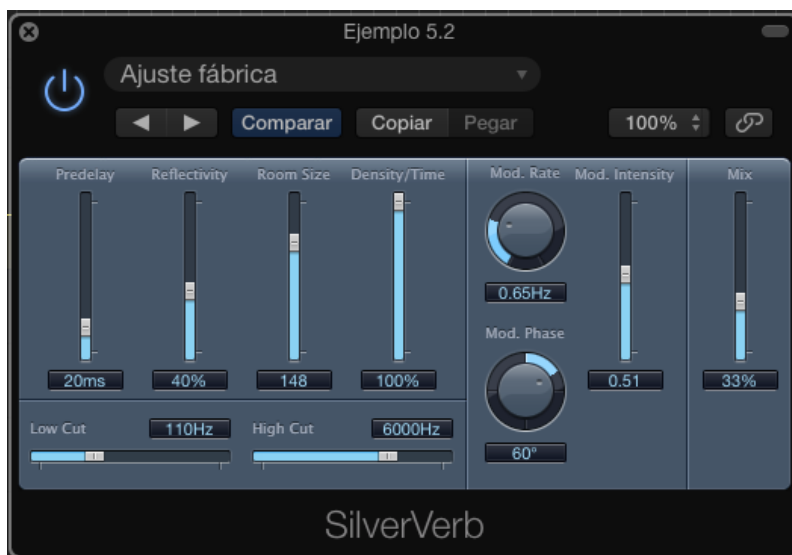 Ejemplo 5.2
Ajuste fábrica
Comparar Copiar Pegar 100%
Predelay Reflectivity Room Size Density/Time Mod. Rate Mod. Intensity Mix
0.65Hz
Mod. Phase
20ms 40% 148 100% 0.51 33%
Low Cut 110Hz High Cut 6000Hz
60°
SilverVerb